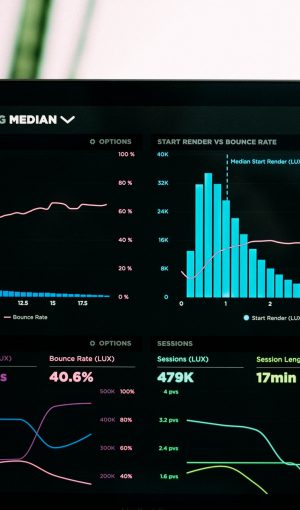 G MEDIAN
OPTIONS
START RENDER VS BOUNCE RATE
100 %
80 %
60 %
40 %
20 %
0 %
12.5 15 17.5
Bounce Rate
40K
32K
24K
16K
8K
0
Median Start Render (LUX
0 1 2
Start Render (LUX
OPTIONS
SESSIONS
LUX)
Bounce Rate (LUX)
40.6%
Sessions (LUX)
479K
Session Leng
17min
500K 100%
400K 80%
300K 60%
200K 40%
4 pvs
3.2 pvs
2.4 pvs
1.6 pvs